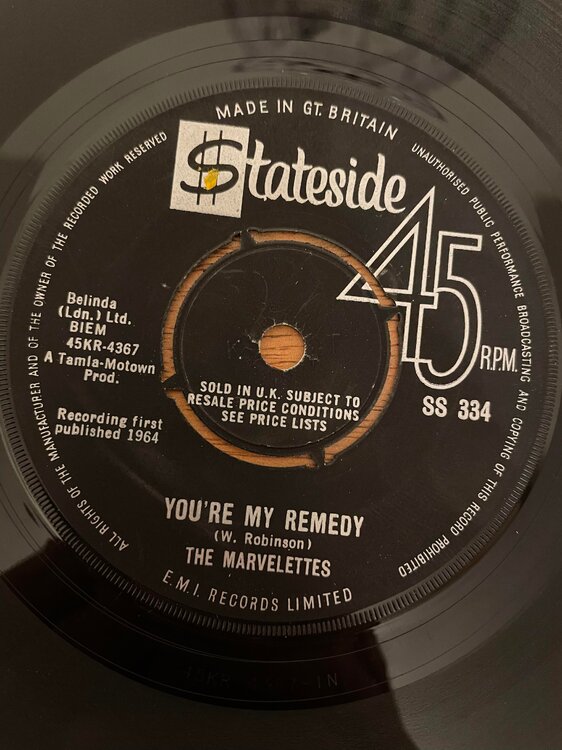 MADE IN GT. BRITAIN
UNAUTHORISED PUBLIC PERFORMANCE BROADCASTING AND COPYING OF THIS RECORD PROHIBITED
ALL RIGHTS OF THE MANUFACTURER AND OF THE OWNER OF THE RECORDED WORK RESERVED
Stateside
45
R.P.M.
SS 334
Belinda
(Ldn.) Ltd.
BIEM
45KR-4367
A Tamla-Motown
Prod.
Recording first
published 1964
SOLD IN U.K. SUBJECT TO
RESALE PRICE CONDITIONS
SEE PRICE LISTS
YOU'RE MY REMEDY
(W. Robinson)
THE MARVELETTES
E.M.I. RECORDS LIMITED